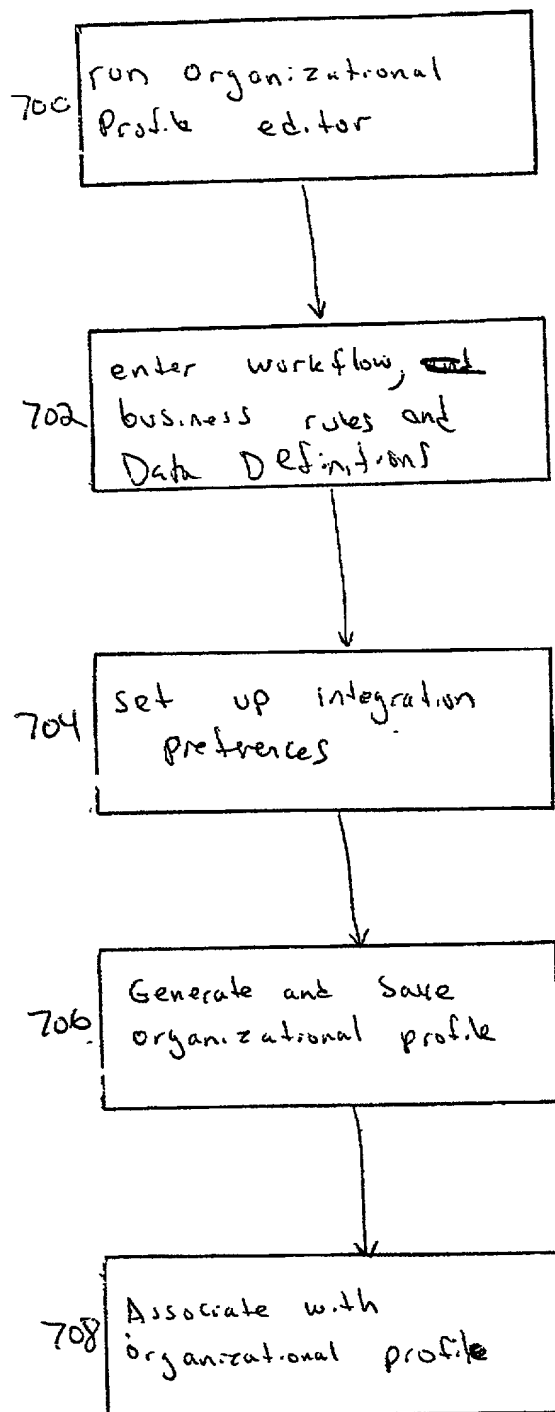 700
run Organizational
Profile editor
702
enter workflow,
business rules and
Data Definitions
704
set up integration
preferences
706
Generate and Save
organizational profile
708
Associate with
organizational profile